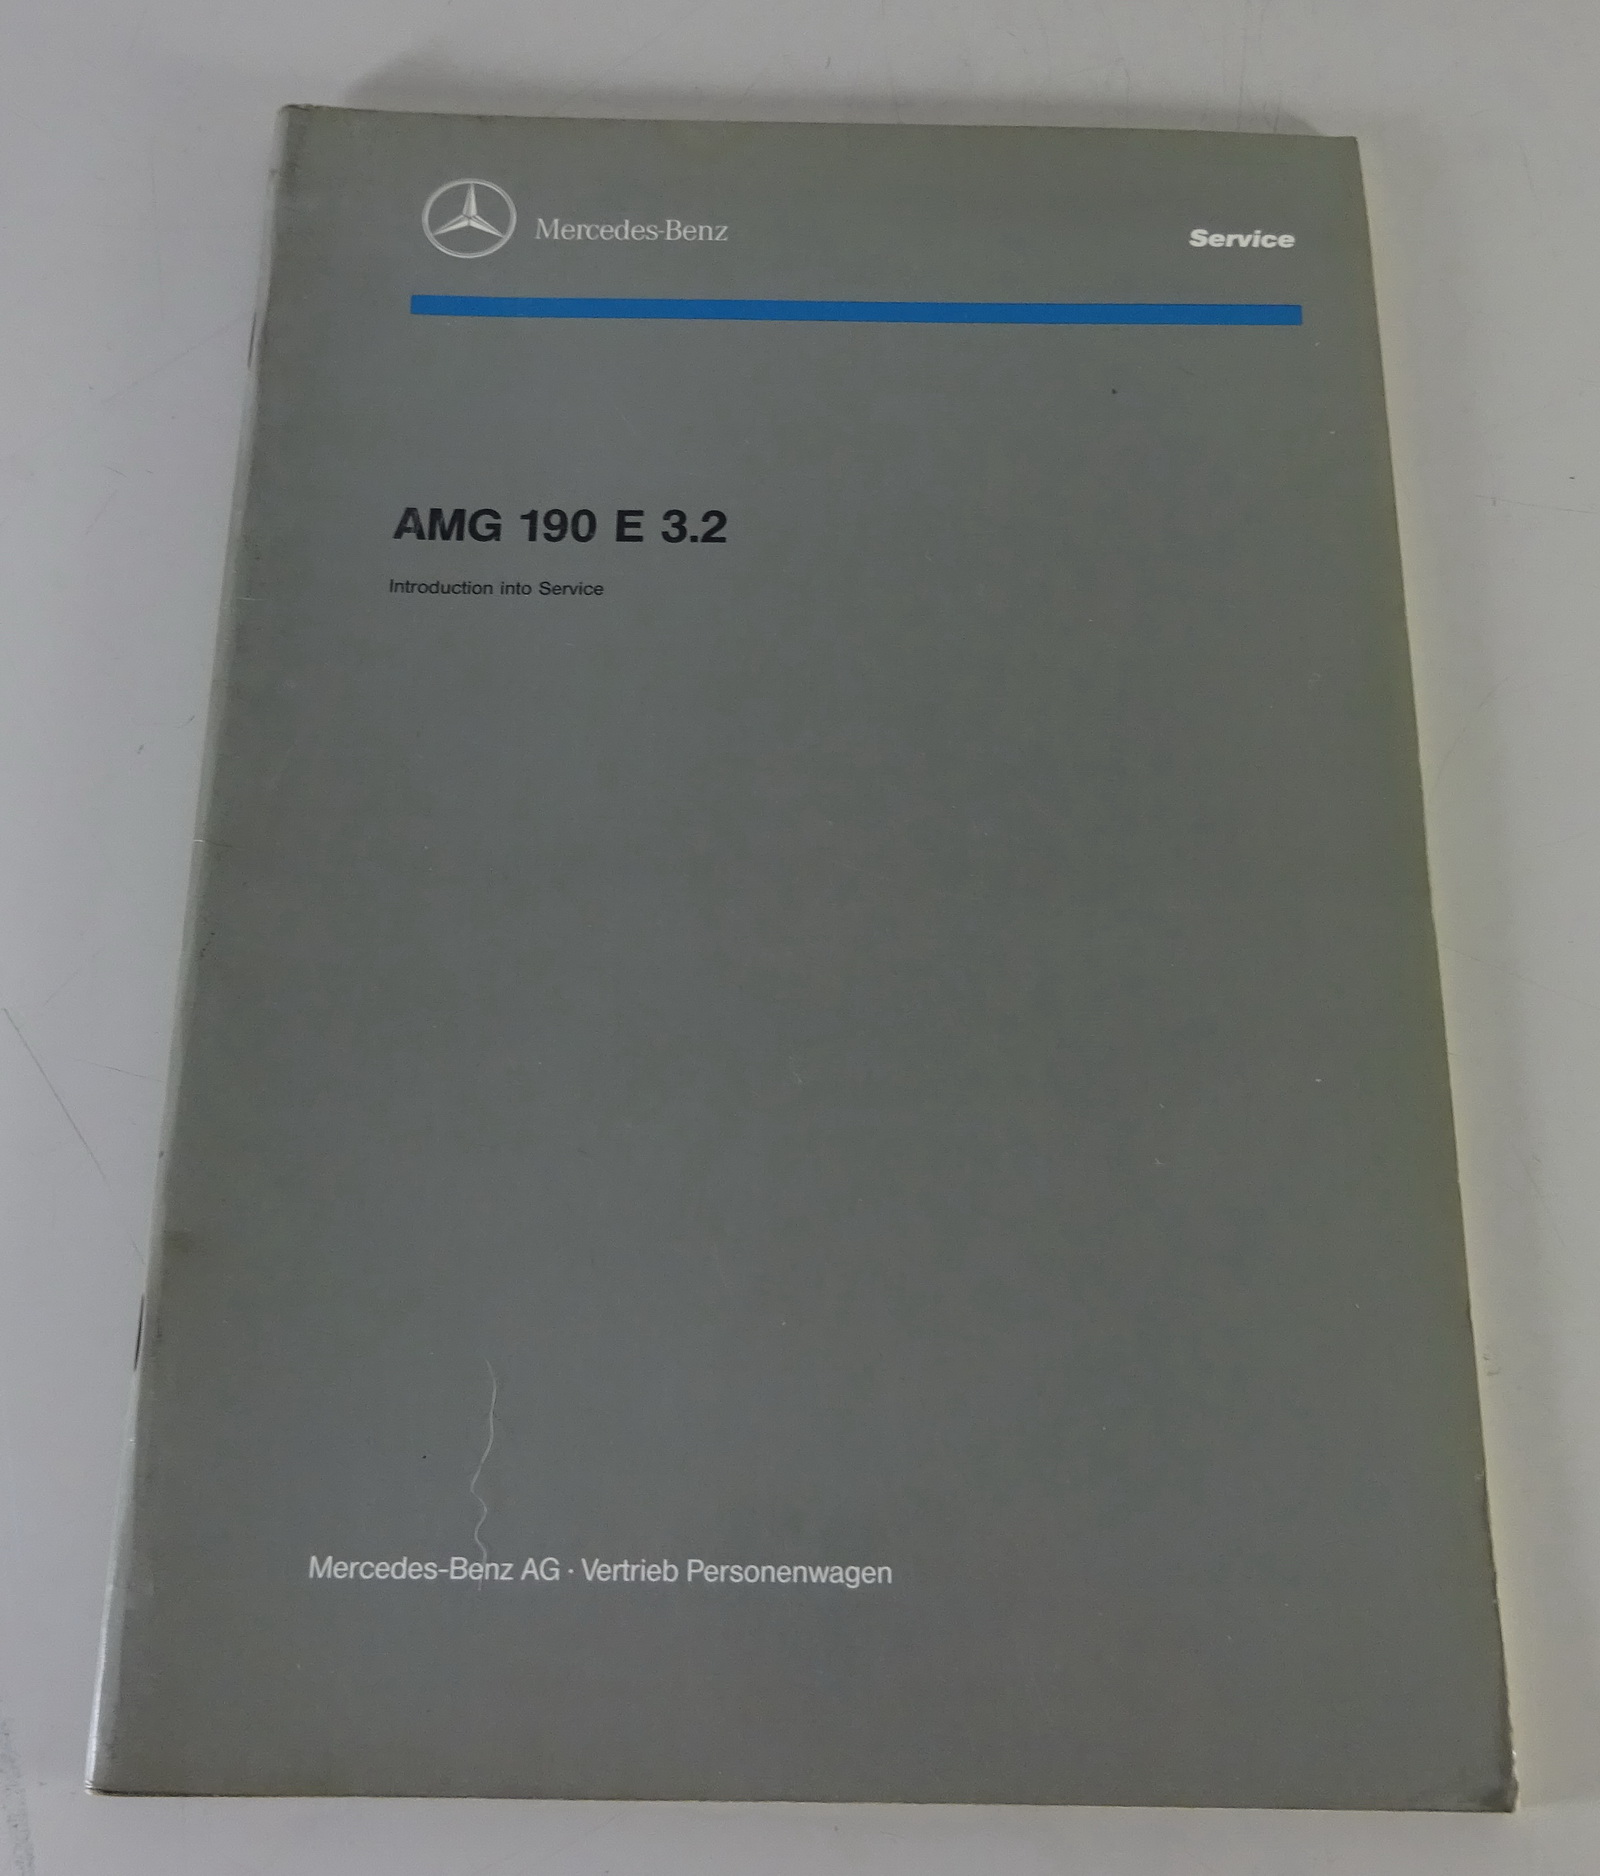 Mercedes-Benz
Service
AMG 190 E 3.2
Introduction into Service
Mercedes-Benz AG · Vertrieb Personenwagen